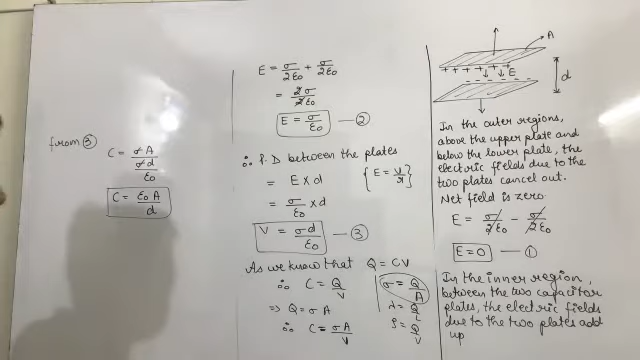 A
+ + + + + + + +
E
d
In the outer regions,
above the upper plate and
below the lower plate, the
electric fields due to the
two plates cancel out.
Net field is zero
E = σ/2ε0 - σ/2ε0
E=0 — ①
In the inner region,
between the two capacitor
plates, the electric fields
due to the two plates add
up
E = σ/2ε0 + σ/2ε0
= 2σ/2ε0
E = σ/ε0 — ②
∴ P.D between the plates
= E x d { E = V/r }
= σ/ε0 x d
V = σd/ε0 — ③
As we know that Q = CV
∴ C = Q/V
⇒ Q = σ A
∴ C = σA/V
σ = Q/A
λ = Q/L
ρ = Q/V
from ③
C = σA/σd/ε0
C = ε0 A/d